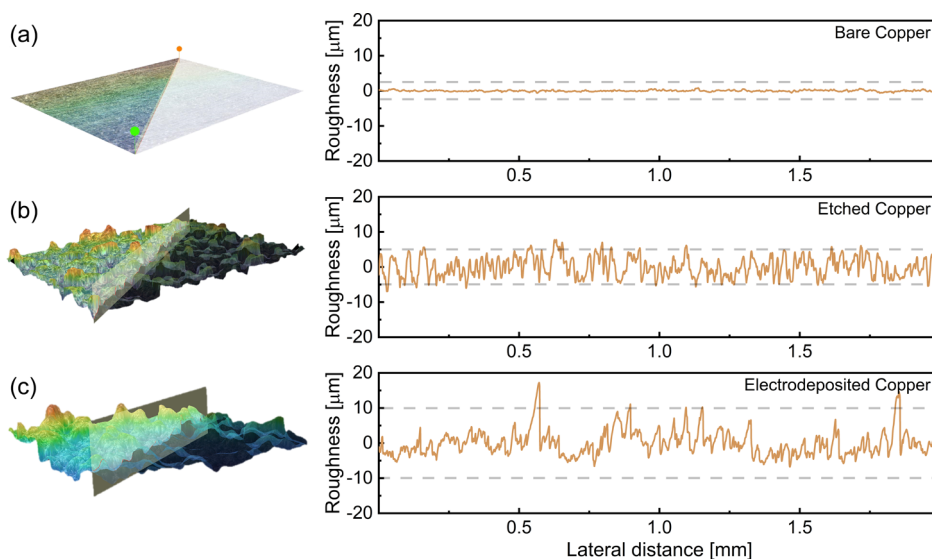 (a)
Roughness [µm]
20
10
0
-10
-20
Bare Copper
0.5
1.0
1.5
(b)
Roughness [µm]
20
10
0
-10
-20
Etched Copper
0.5
1.0
1.5
(c)
Roughness [µm]
20
10
0
-10
-20
Electrodeposited Copper
0.5
1.0
1.5
Lateral distance [mm]